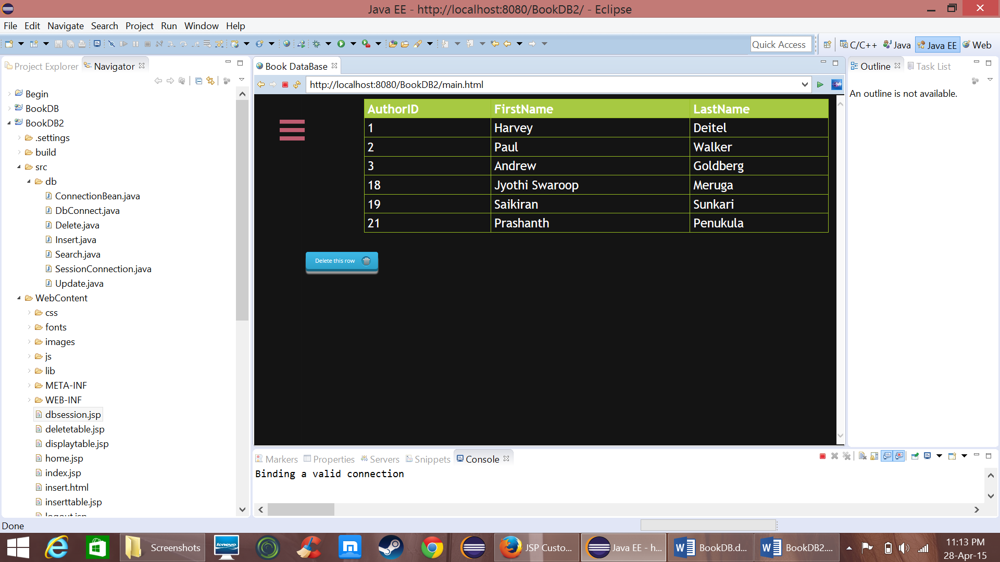 Java EE - http://localhost:8080/BookDB2/ - Eclipse
File Edit Navigate Search Project Run Window Help
Quick Access C/C++ Java Java EE Web
Project Explorer Navigator
Book DataBase
Outline Task List
http://localhost:8080/BookDB2/main.html
An outline is not available.
Begin
BookDB
BookDB2
.settings
build
src
db
ConnectionBean.java
DbConnect.java
Delete.java
Insert.java
Search.java
SessionConnection.java
Update.java
WebContent
css
fonts
images
js
lib
META-INF
WEB-INF
dbsession.jsp
deletetable.jsp
displaytable.jsp
home.jsp
index.jsp
insert.html
inserttable.jsp
logout.jsp
AuthorID FirstName LastName
1 Harvey Deitel
2 Paul Walker
3 Andrew Goldberg
18 Jyothi Swaroop Meruga
19 Saikiran Sunkari
21 Prashanth Penukula
Delete this row
Markers Properties Servers Snippets Console
Binding a valid connection
Done
Screenshots
lenovo
JSP Custo...
Java EE - h...
BookDB.d...
BookDB2....
11:13 PM
28-Apr-15